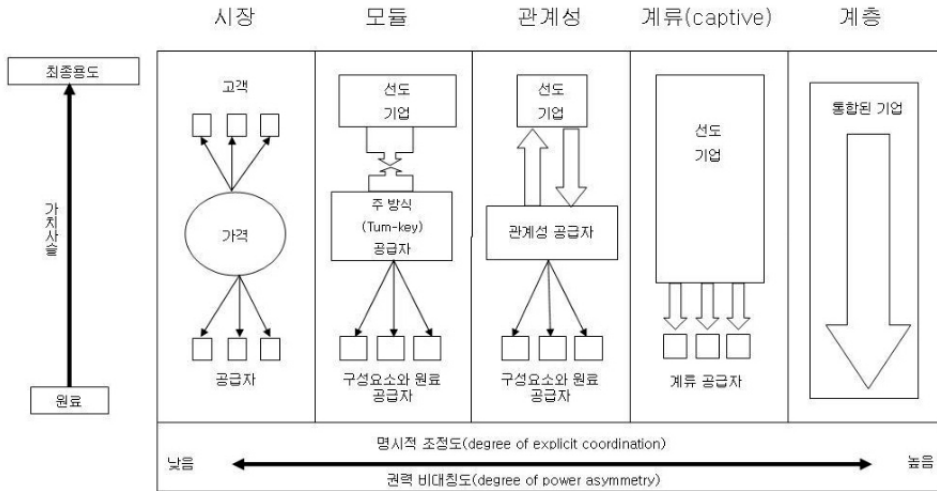 시장 모듈 관계성 계류(captive) 계층
최종용도
가치사슬
원료
고객
가격
공급자
선도
기업
주 방식
(Tum-key)
공급자
구성요소와 원료
공급자
선도
기업
관계성 공급자
구성요소와 원료
공급자
선도
기업
계류 공급자
통합된 기업
명시적 조정도(degree of explicit coordination)
낮음 높음
권력 비대칭도(degree of power asymmetry)